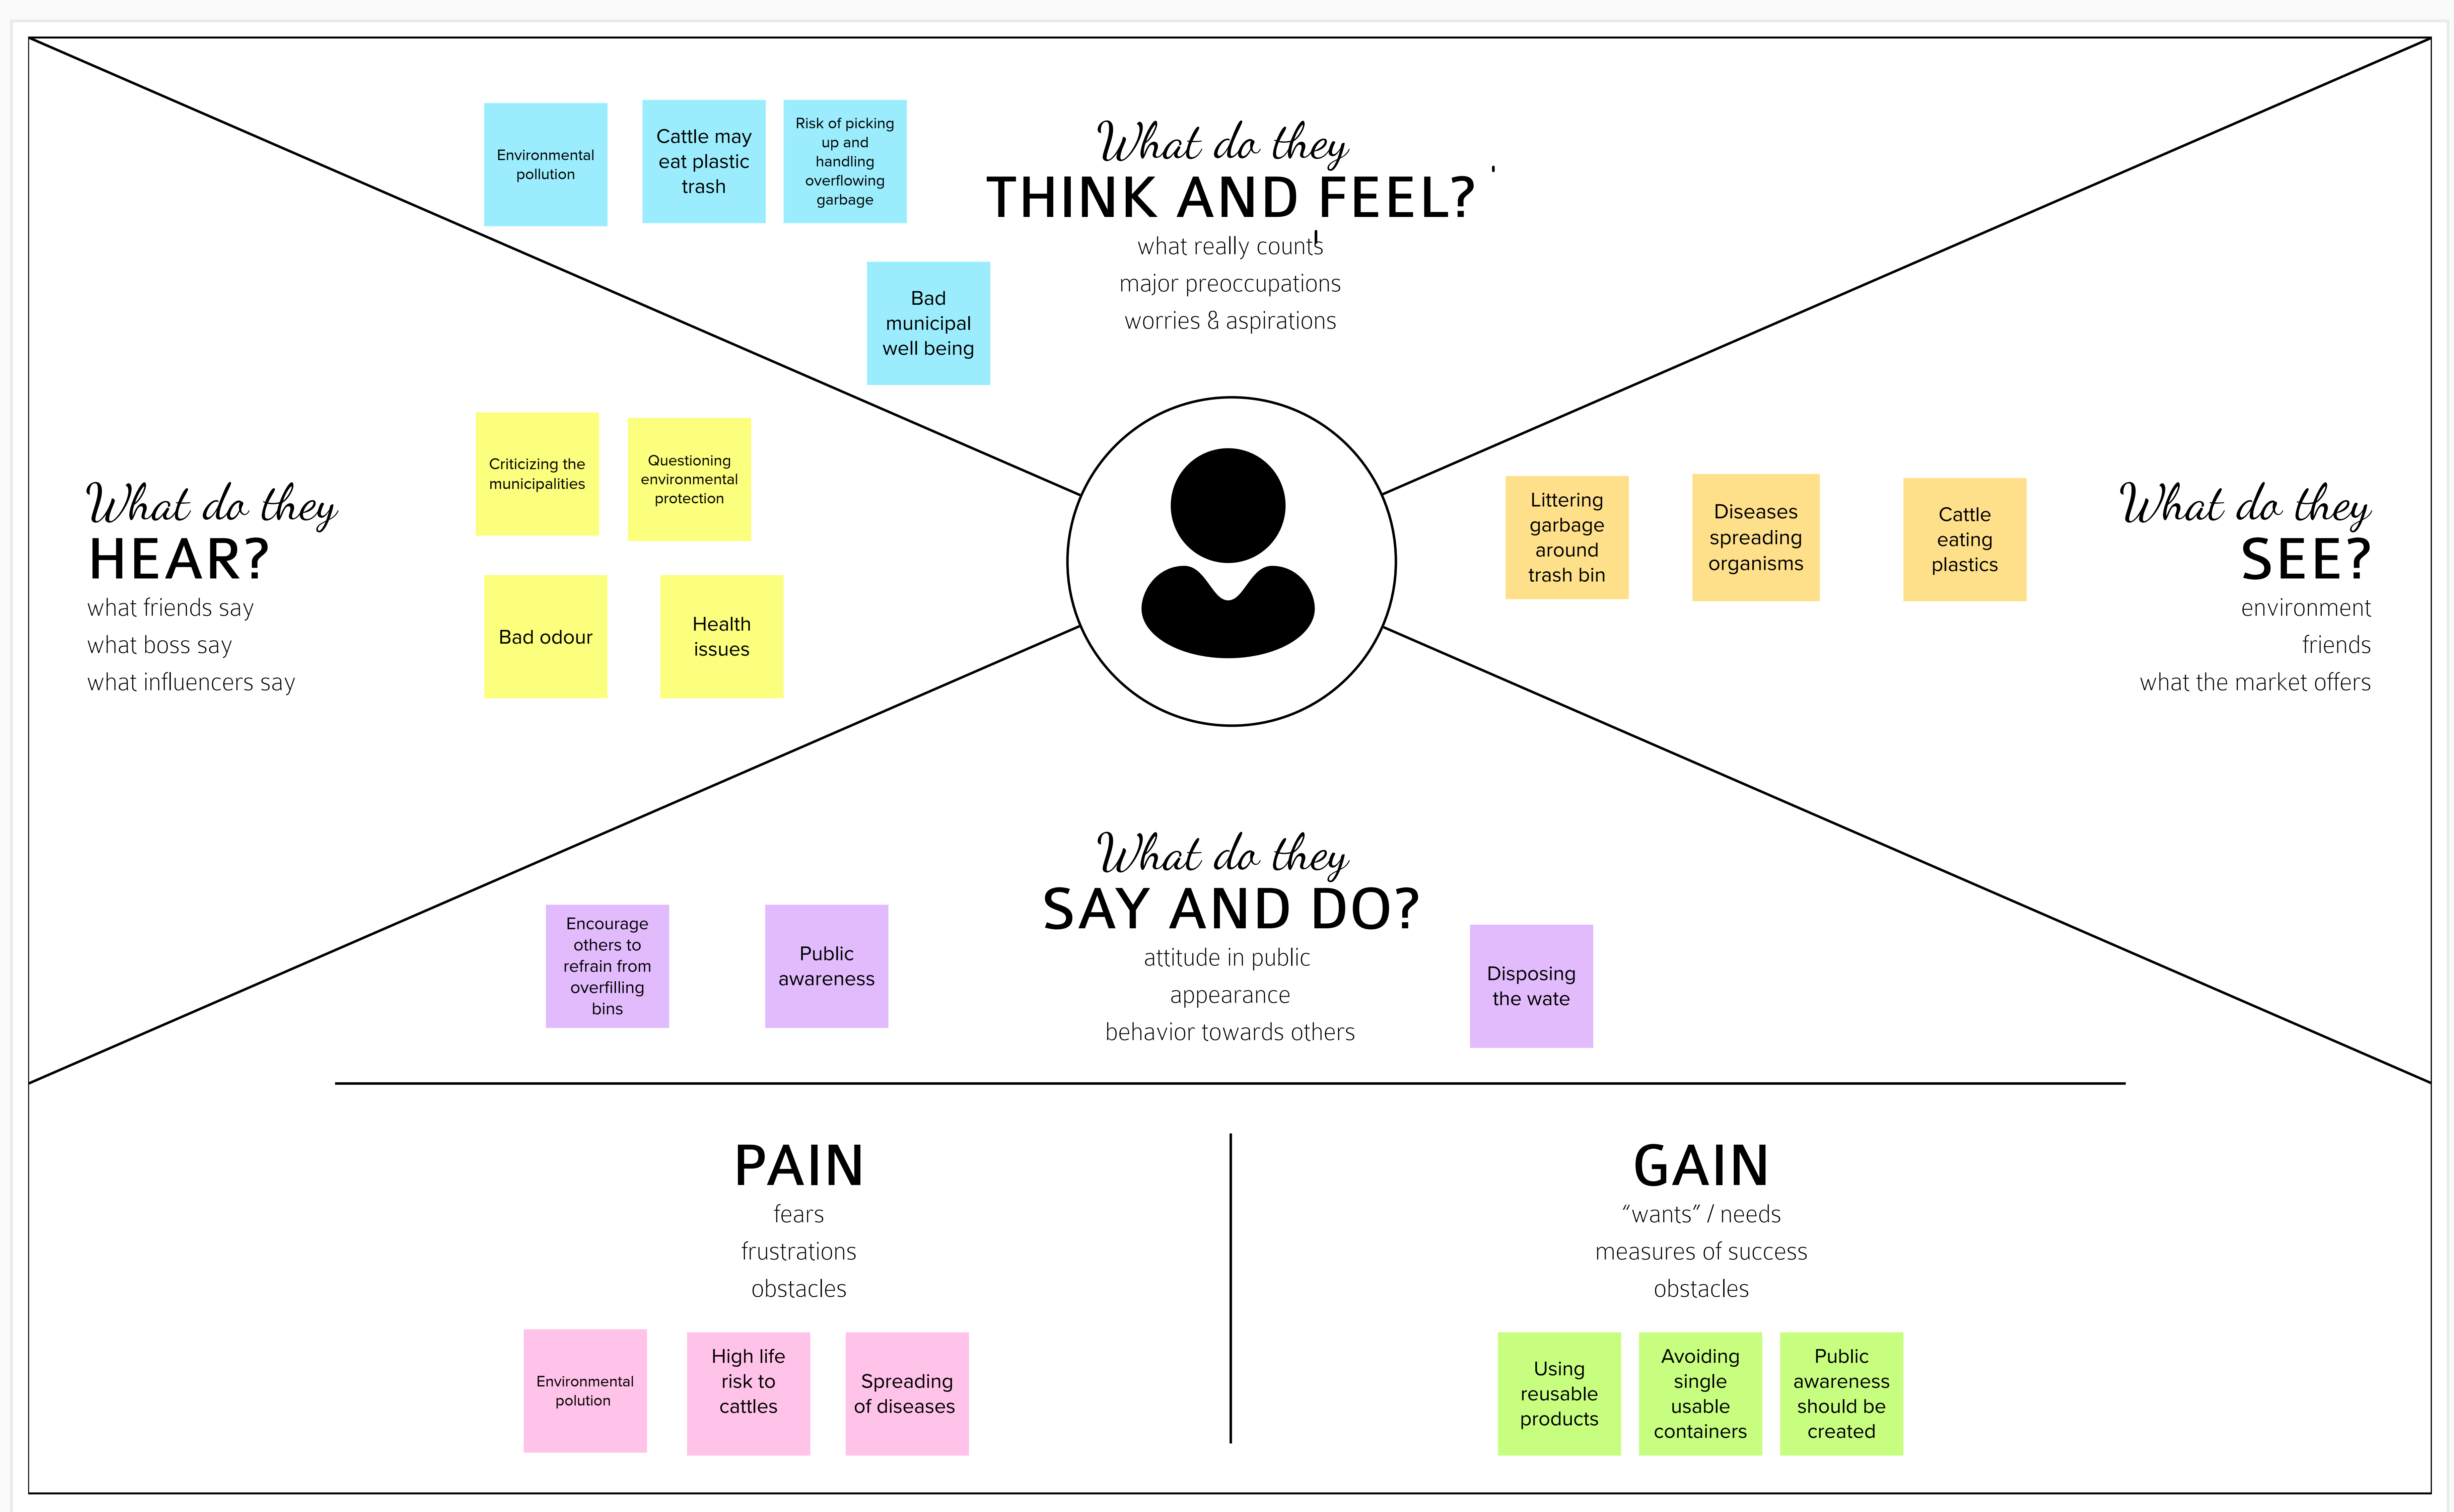 What do they
THINK AND FEEL?
what really counts
major preoccupations
worries & aspirations
Environmental
pollution
Cattle may
eat plastic
trash
Risk of picking
up and
handling
overflowing
garbage
Bad
municipal
well being
What do they
HEAR?
what friends say
what boss say
what influencers say
Criticizing the
municipalities
Questioning
environmental
protection
Bad odour
Health
issues
Littering
garbage
around
trash bin
Diseases
spreading
organisms
Cattle
eating
plastics
What do they
SEE?
environment
friends
what the market offers
What do they
SAY AND DO?
attitude in public
appearance
behavior towards others
Encourage
others to
refrain from
overfilling
bins
Public
awareness
Disposing
the wate
PAIN
fears
frustrations
obstacles
Environmental
polution
High life
risk to
cattles
Spreading
of diseases
GAIN
“wants” / needs
measures of success
obstacles
Using
reusable
products
Avoiding
single
usable
containers
Public
awareness
should be
created